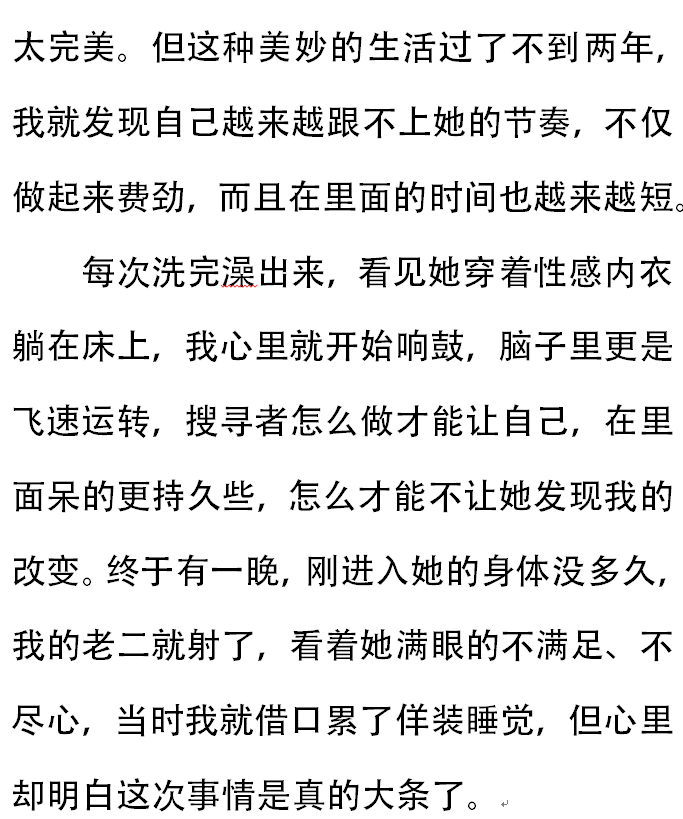 太完美。但这种美妙的生活过了不到两年，
我就发现自己越来越跟不上她的节奏，不仅
做起来费劲，而且在里面的时间也越来越短。
每次洗完澡出来，看见她穿着性感内衣
躺在床上，我心里就开始响鼓，脑子里更是
飞速运转，搜寻者怎么做才能让自己，在里
面呆的更持久些，怎么才能不让她发现我的
改变。终于有一晚，刚进入她的身体没多久，
我的老二就射了，看着她满眼的不满足、不
尽心，当时我就借口累了佯装睡觉，但心里
却明白这次事情是真的大条了。